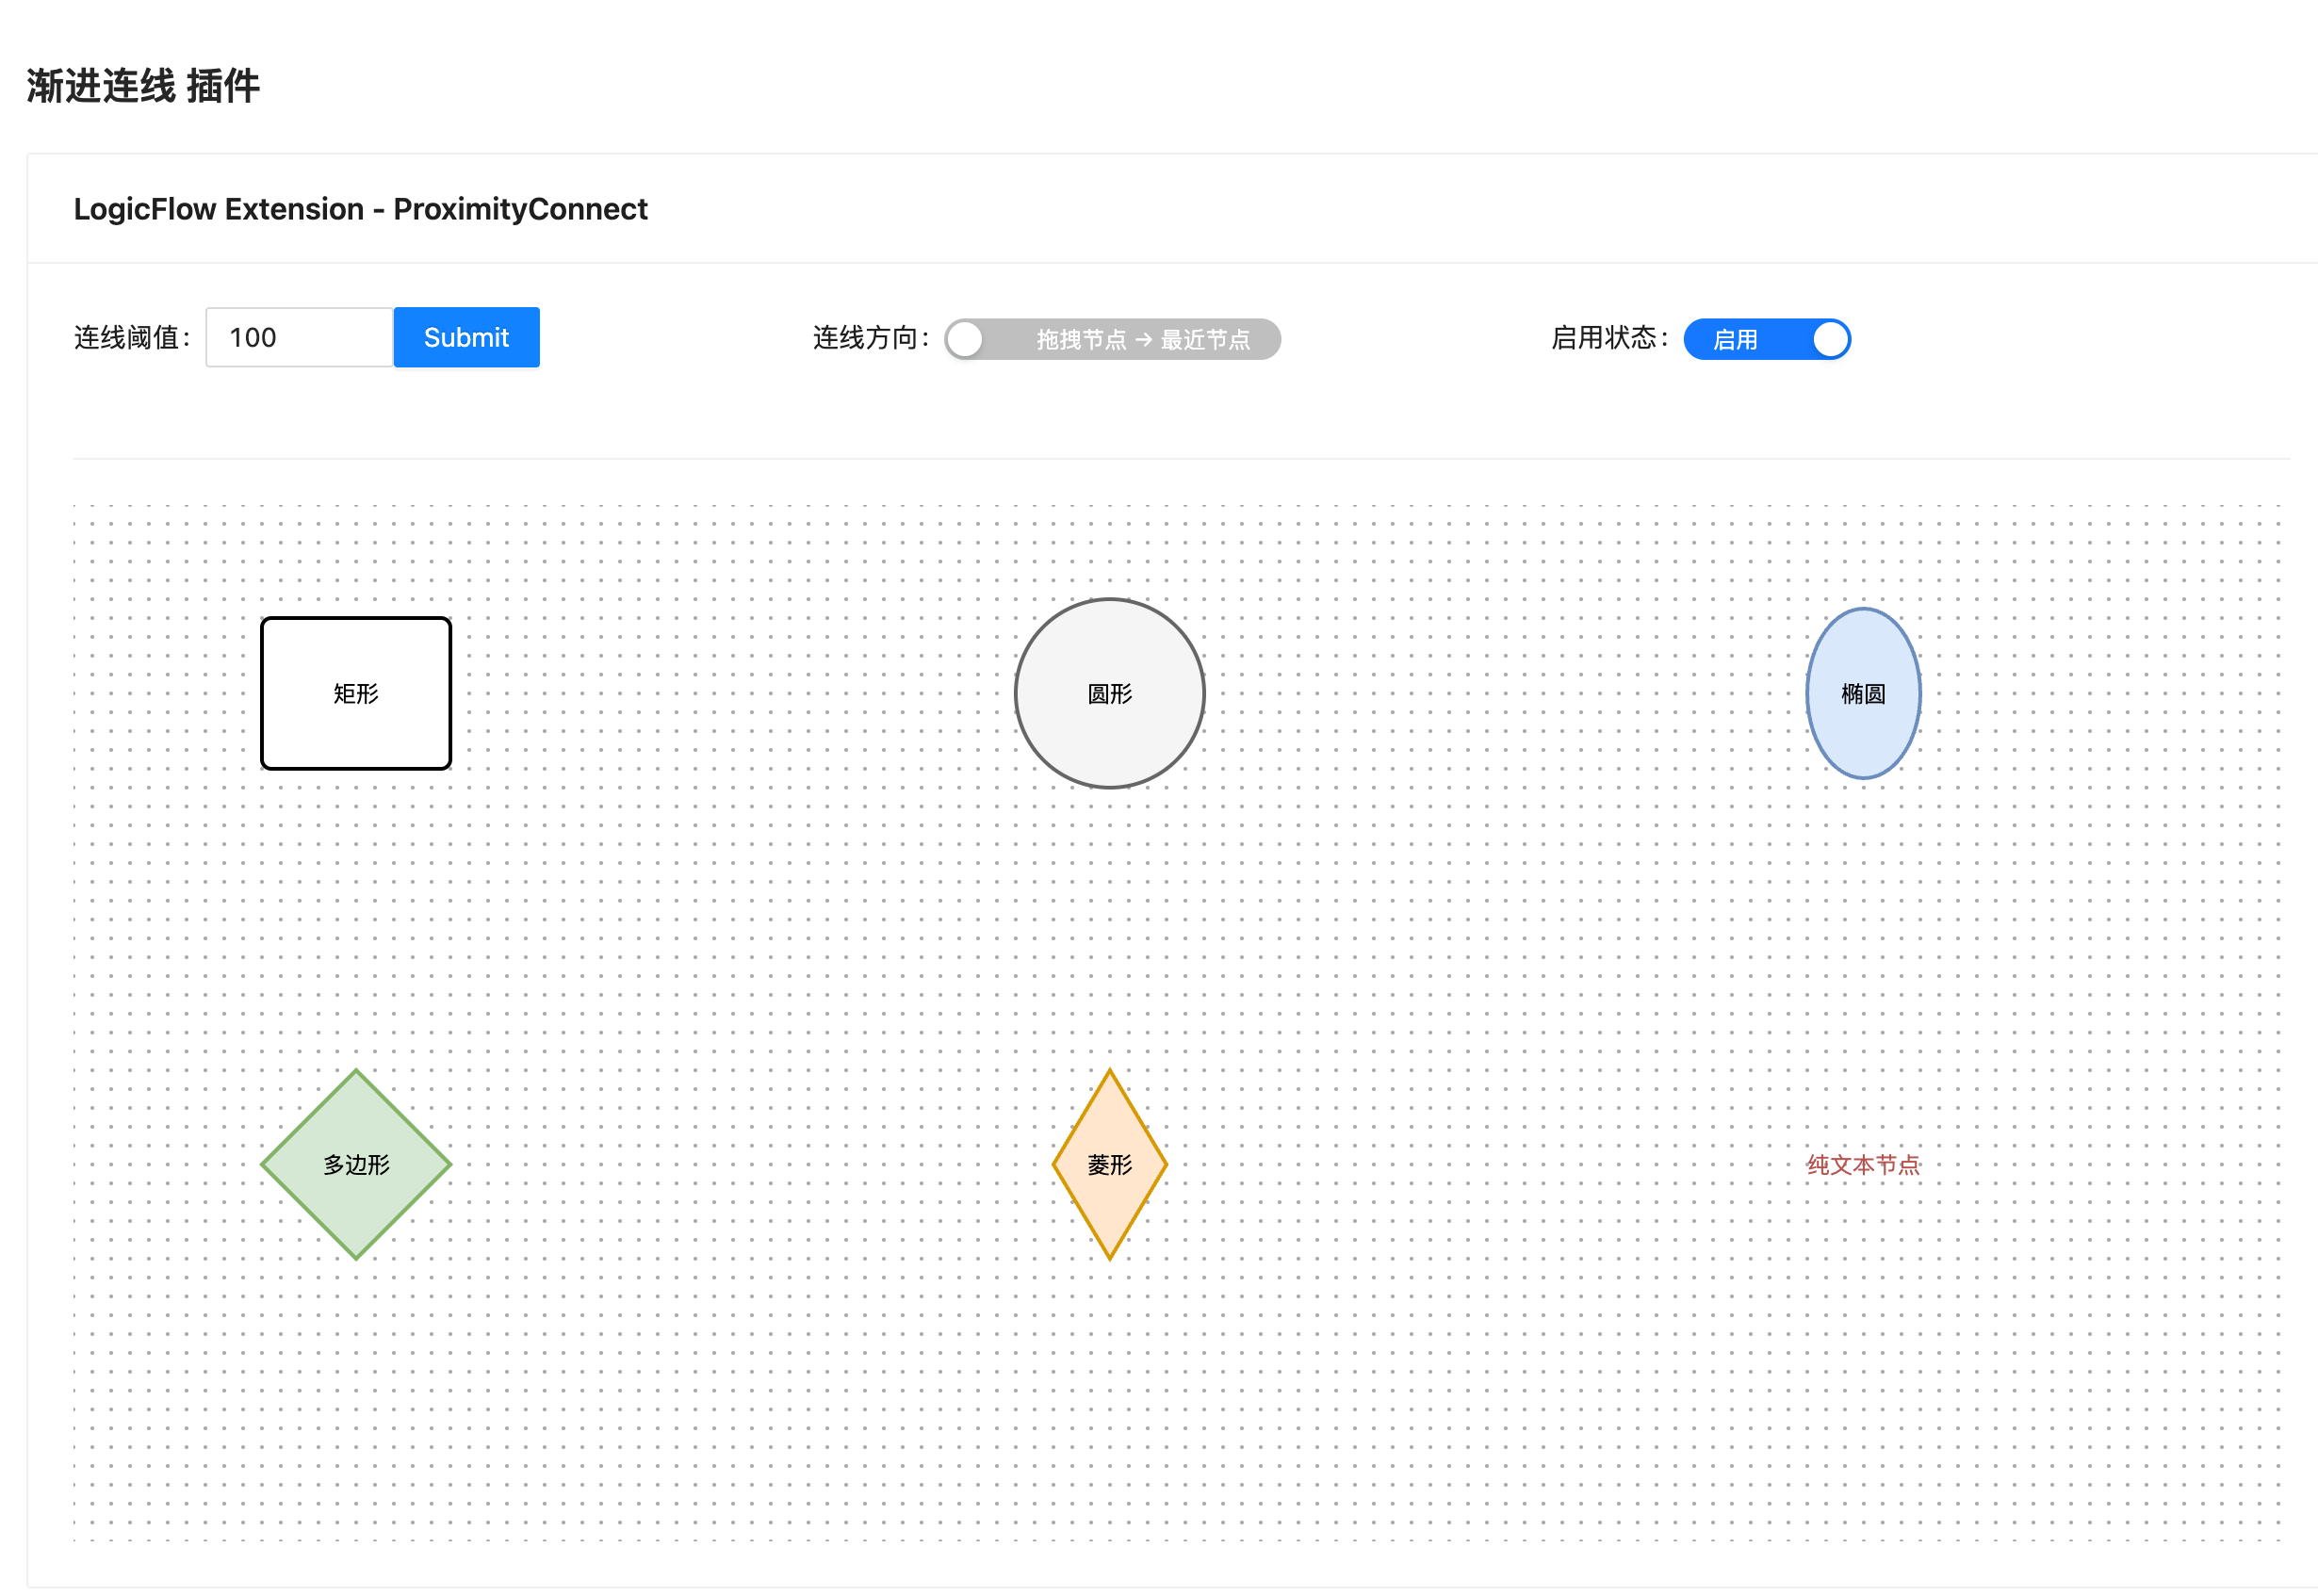 渐进连线 插件
LogicFlow Extension - ProximityConnect
连线阈值： 100 Submit 连线方向： 拖拽节点 → 最近节点 启用状态： 启用
矩形 圆形 椭圆
多边形 菱形 纯文本节点